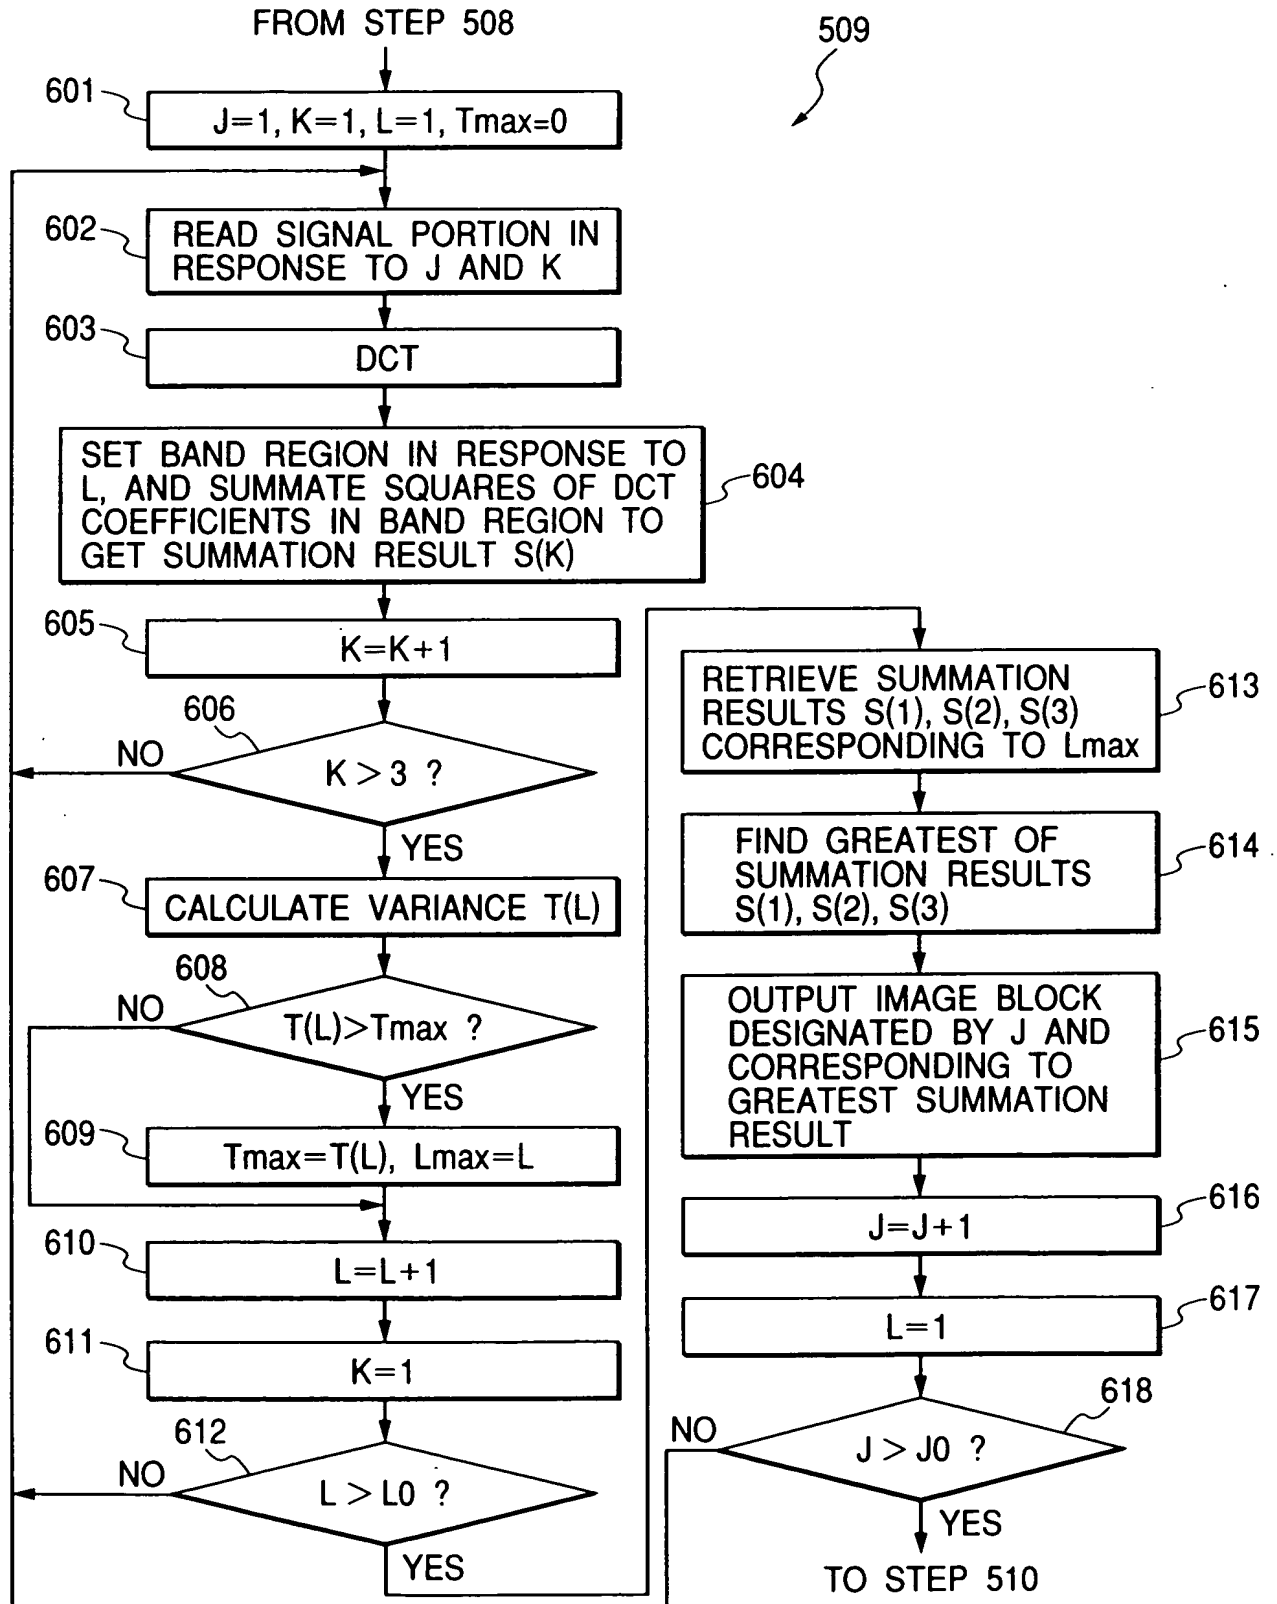 FROM STEP 508
509
601
J=1, K=1, L=1, Tmax=0
602
READ SIGNAL PORTION IN
RESPONSE TO J AND K
603
DCT
SET BAND REGION IN RESPONSE TO
L, AND SUMMATE SQUARES OF DCT
COEFFICIENTS IN BAND REGION TO
GET SUMMATION RESULT S(K)
604
605
K=K+1
606
NO
K > 3 ?
YES
607
CALCULATE VARIANCE T(L)
608
NO
T(L)>Tmax ?
YES
609
Tmax=T(L), Lmax=L
610
L=L+1
611
K=1
612
NO
L > L0 ?
YES
RETRIEVE SUMMATION
RESULTS S(1), S(2), S(3)
CORRESPONDING TO Lmax
613
FIND GREATEST OF
SUMMATION RESULTS
S(1), S(2), S(3)
614
OUTPUT IMAGE BLOCK
DESIGNATED BY J AND
CORRESPONDING TO
GREATEST SUMMATION
RESULT
615
J=J+1
616
L=1
617
618
NO
J > J0 ?
YES
TO STEP 510